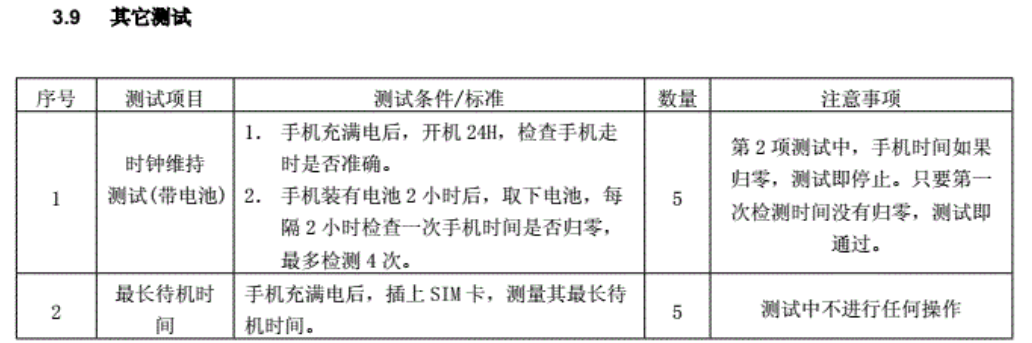 3.9 其它测试
序号 测试项目 测试条件/标准 数量 注意事项
1
时钟维持
测试(带电池)
1. 手机充满电后，开机 24H，检查手机走
时是否准确。
2. 手机装有电池 2 小时后，取下电池，每
隔 2 小时检查一次手机时间是否归零，
最多检测 4 次。
5
第 2 项测试中，手机时间如果
归零，测试即停止。只要第一
次检测时间没有归零，测试即
通过。
2
最长待机时
间
手机充满电后，插上 SIM 卡，测量其最长待
机时间。
5
测试中不进行任何操作